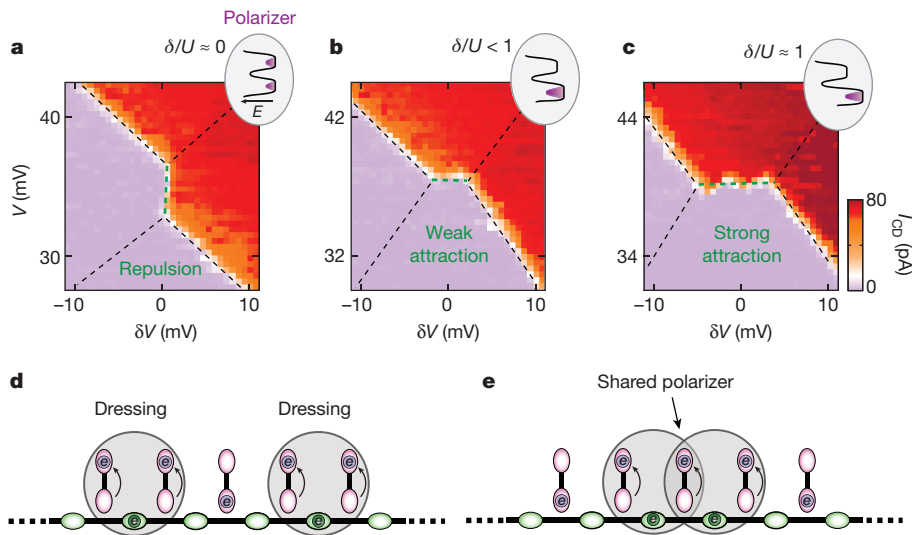 Polarizer
a
δ/U ≈ 0
E
b
δ/U < 1
c
δ/U ≈ 1
V (mV)
40
30
Repulsion
−10
0
10
δV (mV)
42
32
Weak
attraction
−10
0
10
δV (mV)
44
34
Strong
attraction
−10
0
10
δV (mV)
80
0
I_CD (pA)
d
Dressing
Dressing
e
e
e
e
e
e
e
e
Shared polarizer
e
e
e
e
e
e
e